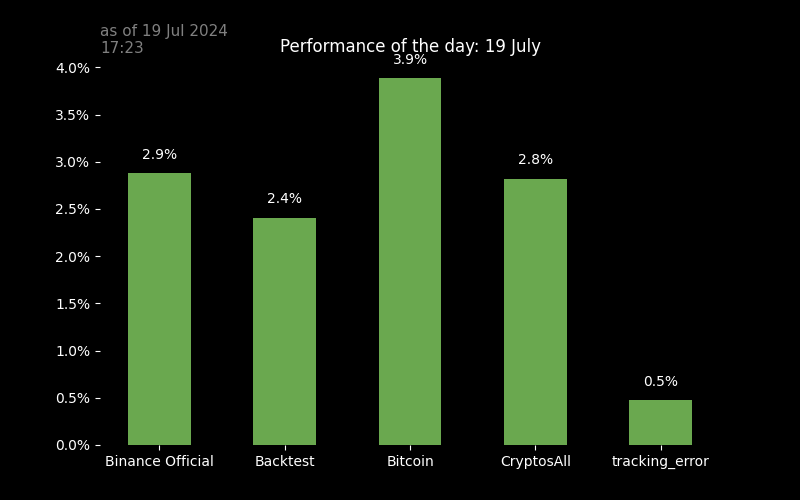 as of 19 Jul 2024
17:23
Performance of the day: 19 July
4.0%
3.5%
3.0%
2.5%
2.0%
1.5%
1.0%
0.5%
0.0%
2.9%
2.4%
3.9%
2.8%
0.5%
Binance Official
Backtest
Bitcoin
CryptosAll
tracking_error